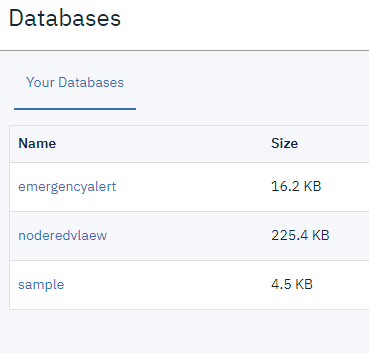 Databases
Your Databases
Name Size
emergencyalert 16.2 KB
noderedvlaew 225.4 KB
sample 4.5 KB